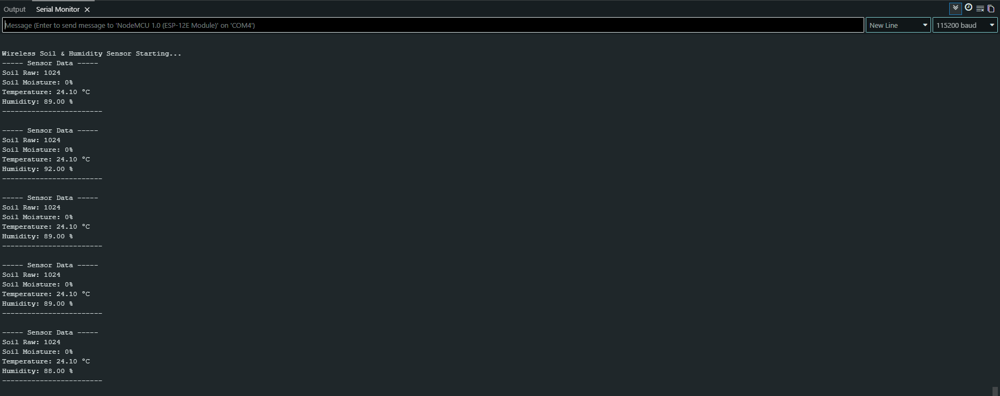 Output
Serial Monitor
Message (Enter to send message to 'NodeMCU 1.0 (ESP-12E Module)' on 'COM4')
New Line
115200 baud
Wireless Soil & Humidity Sensor Starting...
----- Sensor Data -----
Soil Raw: 1024
Soil Moisture: 0%
Temperature: 24.10 °C
Humidity: 89.00 %
------------------------
----- Sensor Data -----
Soil Raw: 1024
Soil Moisture: 0%
Temperature: 24.10 °C
Humidity: 92.00 %
------------------------
----- Sensor Data -----
Soil Raw: 1024
Soil Moisture: 0%
Temperature: 24.10 °C
Humidity: 89.00 %
------------------------
----- Sensor Data -----
Soil Raw: 1024
Soil Moisture: 0%
Temperature: 24.10 °C
Humidity: 89.00 %
------------------------
----- Sensor Data -----
Soil Raw: 1024
Soil Moisture: 0%
Temperature: 24.10 °C
Humidity: 88.00 %
------------------------